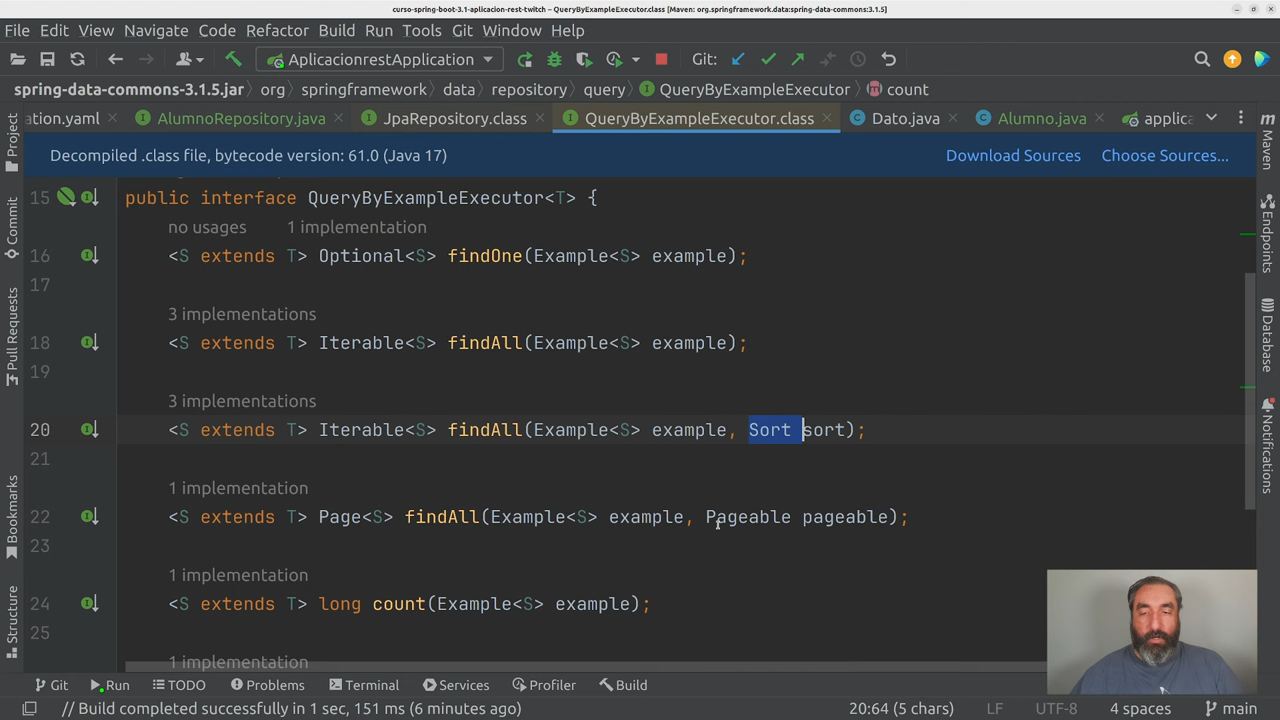 curso-spring-boot-3.1-aplicacion-rest-twitch – QueryByExampleExecutor.class [Maven: org.springframework.data:spring-data-commons:3.1.5]
File Edit View Navigate Code Refactor Build Run Tools Git Window Help
AplicacionrestApplication Git:
spring-data-commons-3.1.5.jar org springframework data repository query QueryByExampleExecutor count
ation.yaml AlumnoRepository.java JpaRepository.class QueryByExampleExecutor.class Dato.java Alumno.java applica
Decompiled .class file, bytecode version: 61.0 (Java 17) Download Sources Choose Sources...
15 public interface QueryByExampleExecutor<T> {
no usages 1 implementation
16 <S extends T> Optional<S> findOne(Example<S> example);
17
3 implementations
18 <S extends T> Iterable<S> findAll(Example<S> example);
19
3 implementations
20 <S extends T> Iterable<S> findAll(Example<S> example, Sort sort);
21
1 implementation
22 <S extends T> Page<S> findAll(Example<S> example, Pageable pageable);
23
1 implementation
24 <S extends T> long count(Example<S> example);
25
1 implementation
Project
Commit
Pull Requests
Bookmarks
Structure
Maven
Endpoints
Database
Notifications
Git Run TODO Problems Terminal Services Profiler Build
// Build completed successfully in 1 sec, 151 ms (6 minutes ago) 20:64 (5 chars) LF UTF-8 4 spaces main